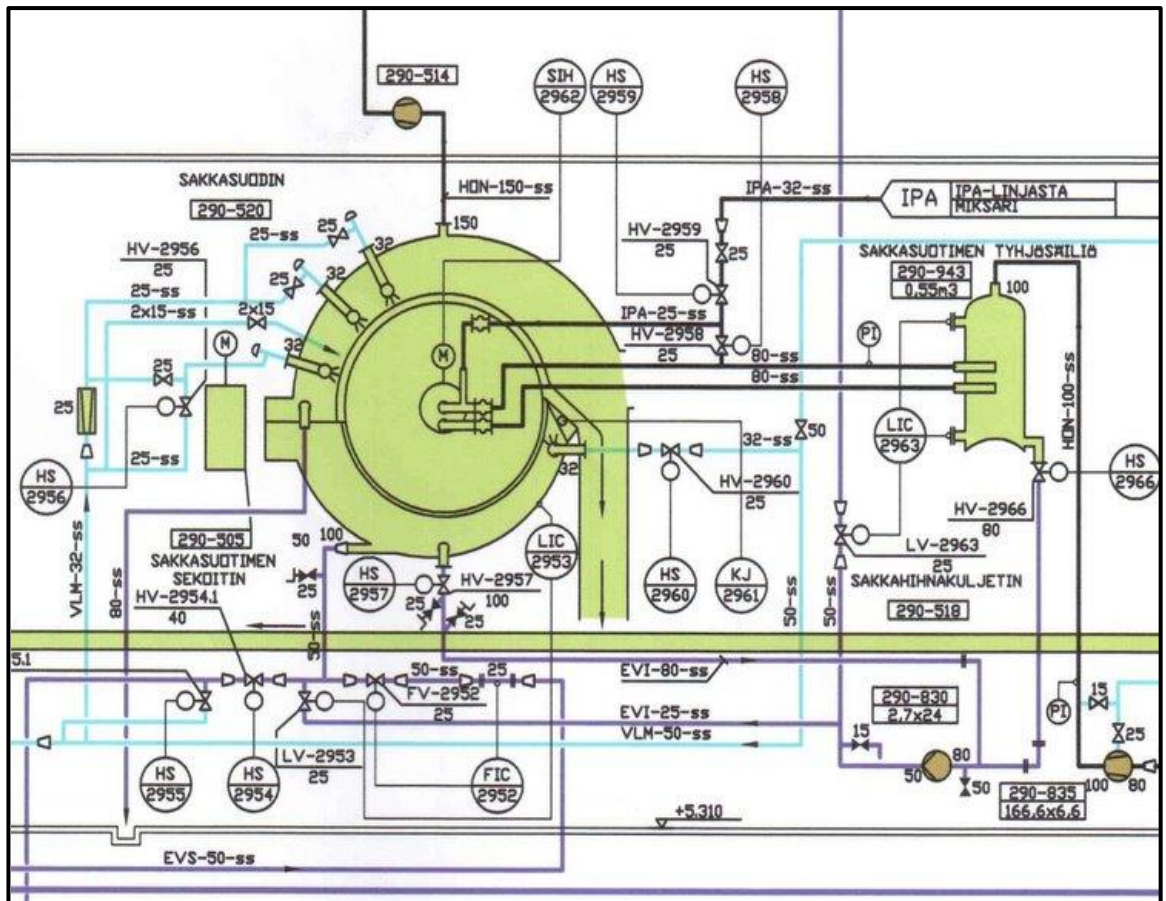 290-514
SIH
2962
HS
2959
HS
2958
SAKKASUODIN
290-520
HON-150-ss
150
IPA-32-ss
IPA
IPA-LINJASTA
MIKSARI
HV-2956
25
25-ss
25
32
HV-2959
25
25
SAKKASUOTIMEN TYHJÖSÄILIÖ
290-943
0,55m3
100
25-ss
2x15-ss
25
32
IPA-25-ss
HV-2958
25
PI
80-ss
80-ss
M
M
32
25
25
LIC
2963
HON-100-ss
50
25-ss
HS
2956
32
32-ss
HV-2960
25
HS
2966
HV-2966
80
290-505
SAKKASUOTIMEN
SEKOITIN
50
100
LIC
2953
HS
2957
HV-2957
100
HS
2960
KJ
2961
LV-2963
25
SAKKAHIHNAKULJETIN
290-518
VLM-32-ss
80-ss
25
25
25
50-ss
50-ss
50-ss
HV-2954.1
40
5.1
50-ss
25
FV-2952
25
EVI-80-ss
290-830
2,7x24
PI
15
25
EVI-25-ss
VLM-50-ss
15
LV-2953
25
HS
2955
HS
2954
FIC
2952
50
80
50
290-835
166,6x6,6
100
80
+5.310
EVS-50-ss